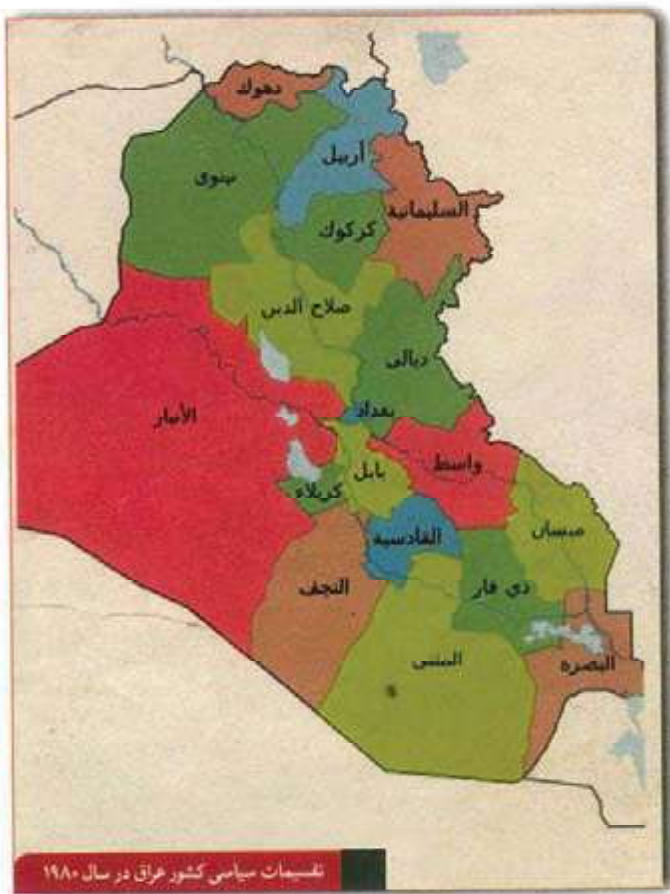 دهوك
نينوى
أربيل
السليمانية
كركوك
صلاح الدين
ديالى
بغداد
الأنبار
واسط
بابل
كربلاء
ميسان
القادسية
النجف
ذي قار
المثنى
البصرة
تقسیمات سیاسی کشور عراق در سال ۱۹۸۰